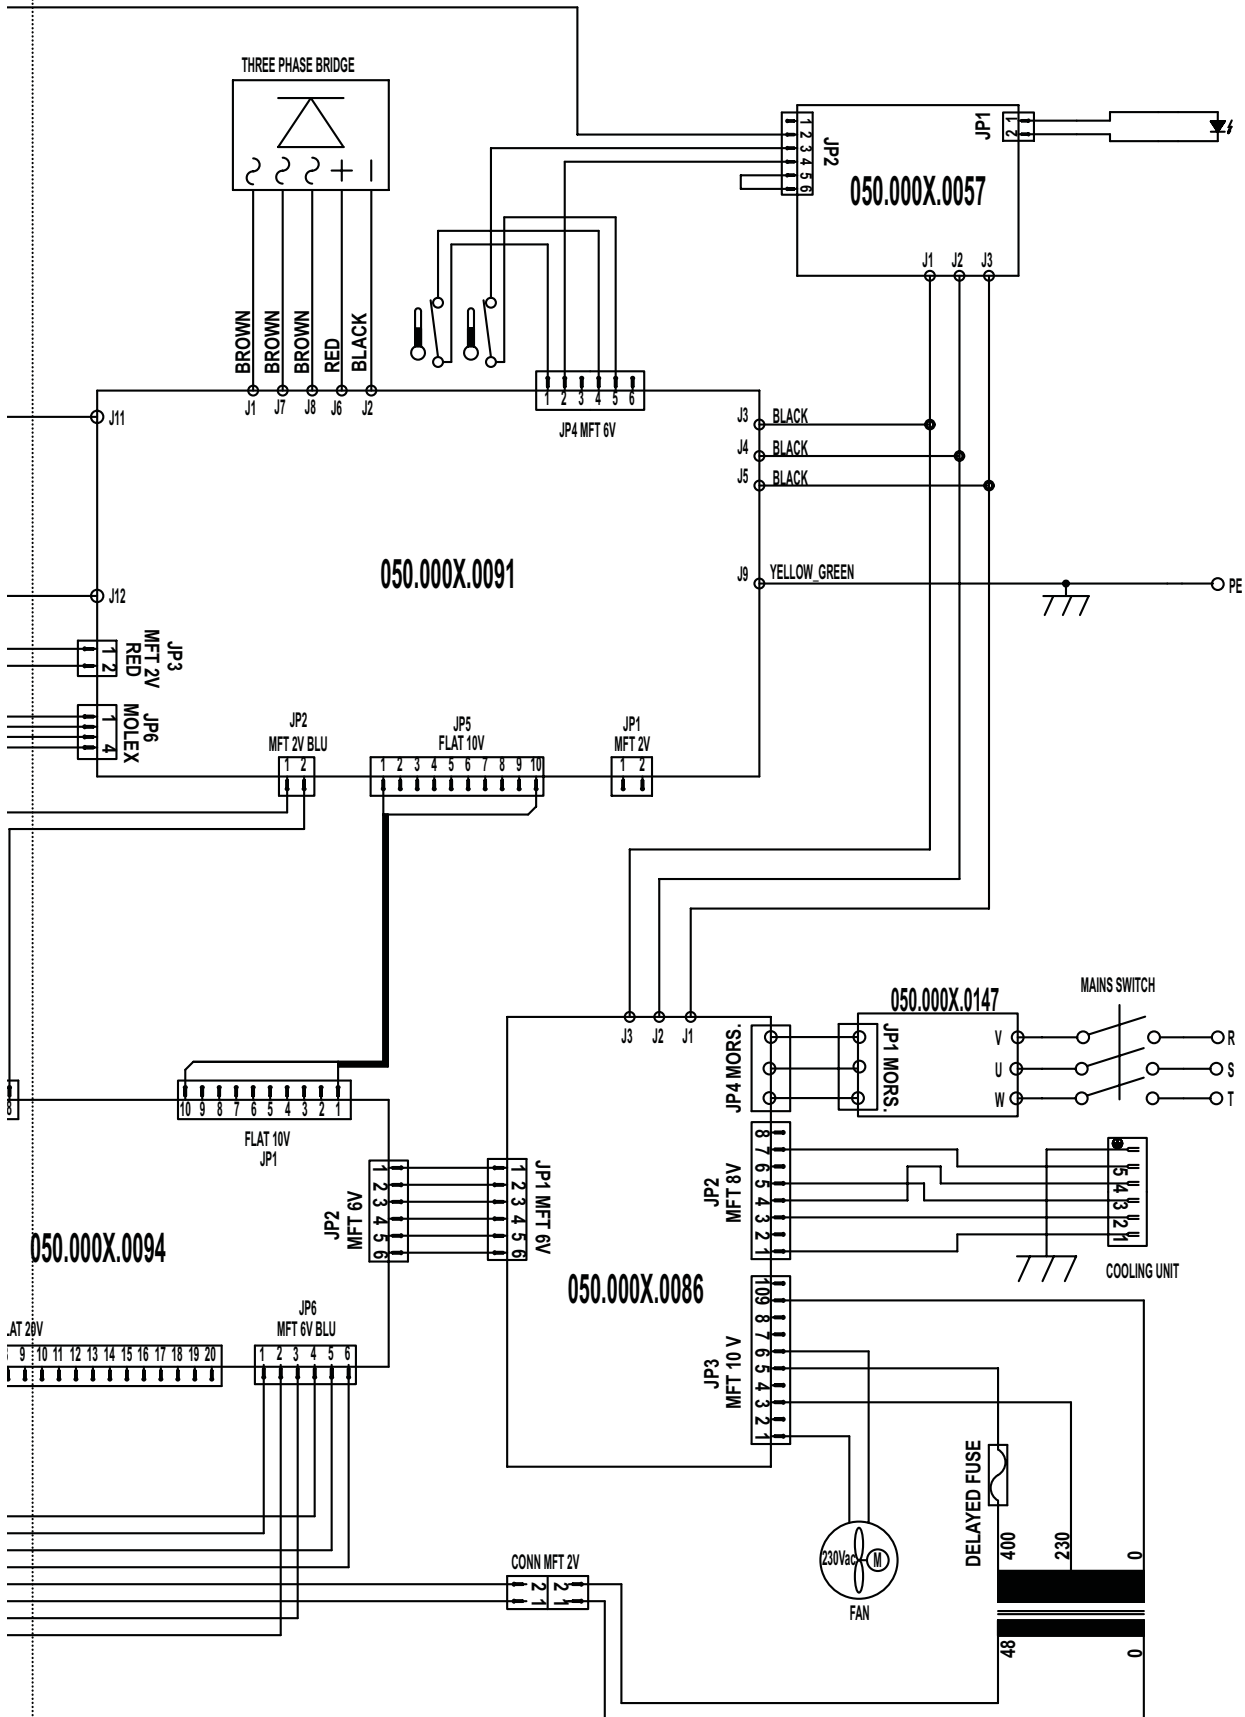 THREE PHASE BRIDGE
+ −
BROWN
BROWN
BROWN
RED
BLACK
J1 J7 J8 J6 J2
1 2 3 4 5 6
JP4 MFT 6V
1 2 3 4 5 6
JP2
JP1
1 2
050.000X.0057
J1 J2 J3
J11
J12
J3 BLACK
J4 BLACK
J5 BLACK
J9 YELLOW_GREEN
PE
050.000X.0091
1 2
JP3
MFT 2V
RED
1 4
JP6
MOLEX
JP2
MFT 2V BLU
1 2
JP5
FLAT 10V
1 2 3 4 5 6 7 8 9 10
JP1
MFT 2V
1 2
050.000X.0147
MAINS SWITCH
J3 J2 J1
JP4 MORS.
JP1 MORS.
V R
U S
W T
8
10 9 8 7 6 5 4 3 2 1
FLAT 10V
JP1
1 2 3 4 5 6
JP2
MFT 6V
1 2 3 4 5 6
JP1 MFT 6V
8 7 6 5 4 3 2 1
JP2
MFT 8V
5 4 3 2 1
COOLING UNIT
050.000X.0094
050.000X.0086
10 9 8 7 6 5 4 3 2 1
JP3
MFT 10 V
LAT 20V
9 10 11 12 13 14 15 16 17 18 19 20
JP6
MFT 6V BLU
1 2 3 4 5 6
DELAYED FUSE
400 230 0
48 0
230Vac M
FAN
CONN MFT 2V
2 2
1 1